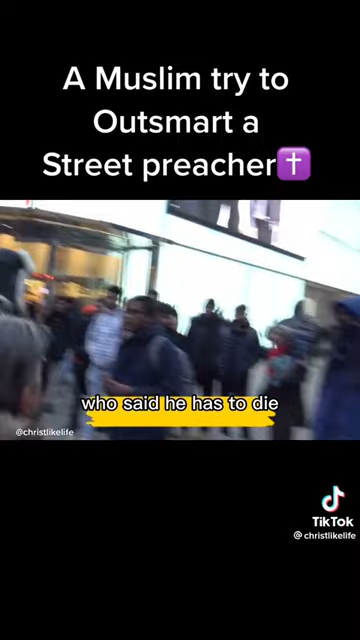 A Muslim try to
Outsmart a
Street preacher✝️
who said he has to die
@christlikelife
TikTok
@christlikelife